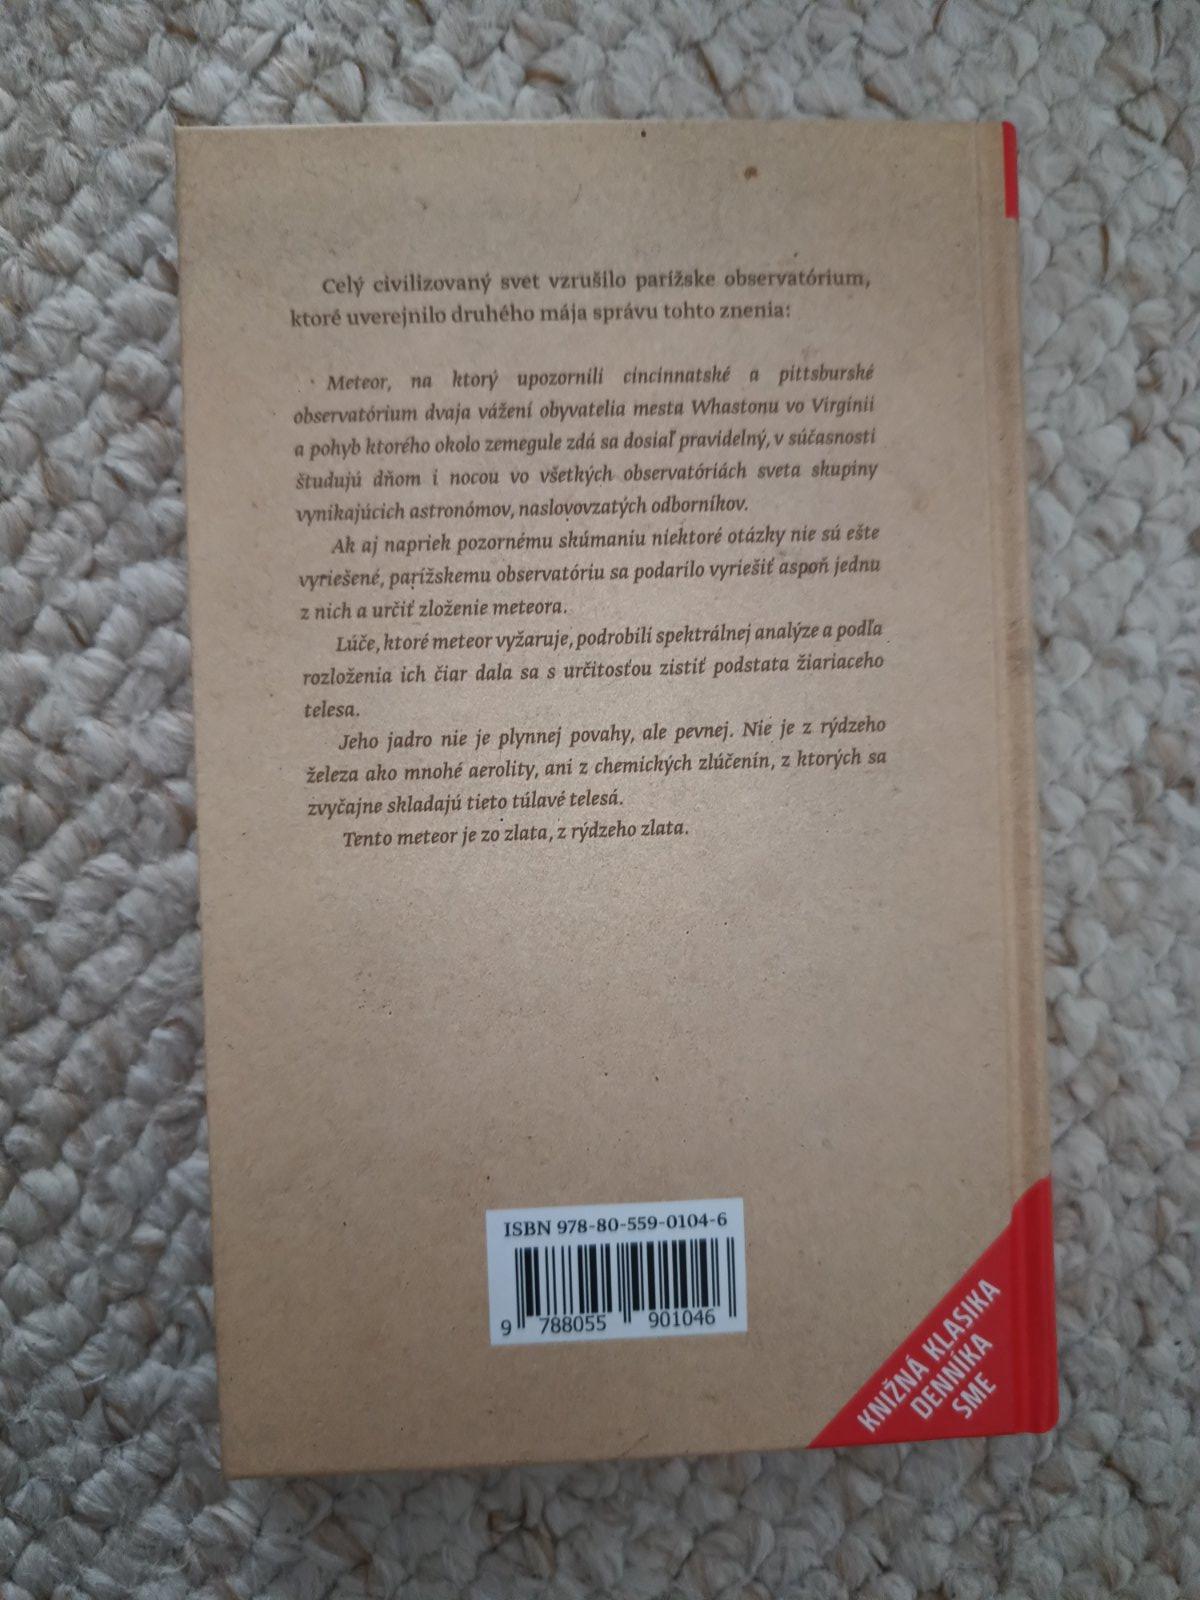 Celý civilizovaný svet vzrušilo parížske observatórium,
ktoré uverejnilo druhého mája správu tohto znenia:
Meteor, na ktorý upozornili cincinnatské a pittsburské
observatórium dvaja vážení obyvatelia mesta Whastonu vo Virgínii
a pohyb ktorého okolo zemegule zdá sa dosiaľ pravidelný, v súčasnosti
študujú dňom i nocou vo všetkých observatóriách sveta skupiny
vynikajúcich astronómov, naslovovzatých odborníkov.
Ak aj napriek pozornému skúmaniu niektoré otázky nie sú ešte
vyriešené, parížskemu observatóriu sa podarilo vyriešiť aspoň jednu
z nich a určiť zloženie meteora.
Lúče, ktoré meteor vyžaruje, podrobili spektrálnej analýze a podľa
rozloženia ich čiar dala sa s určitosťou zistiť podstata žiariaceho
telesa.
Jeho jadro nie je plynnej povahy, ale pevnej. Nie je z rýdzeho
železa ako mnohé aerolity, ani z chemických zlúčenín, z ktorých sa
zvyčajne skladajú tieto túlavé telesá.
Tento meteor je zo zlata, z rýdzeho zlata.
ISBN 978-80-559-0104-6
9 788055 901046
KNIŽNÁ KLASIKA
DENNÍKA
SME